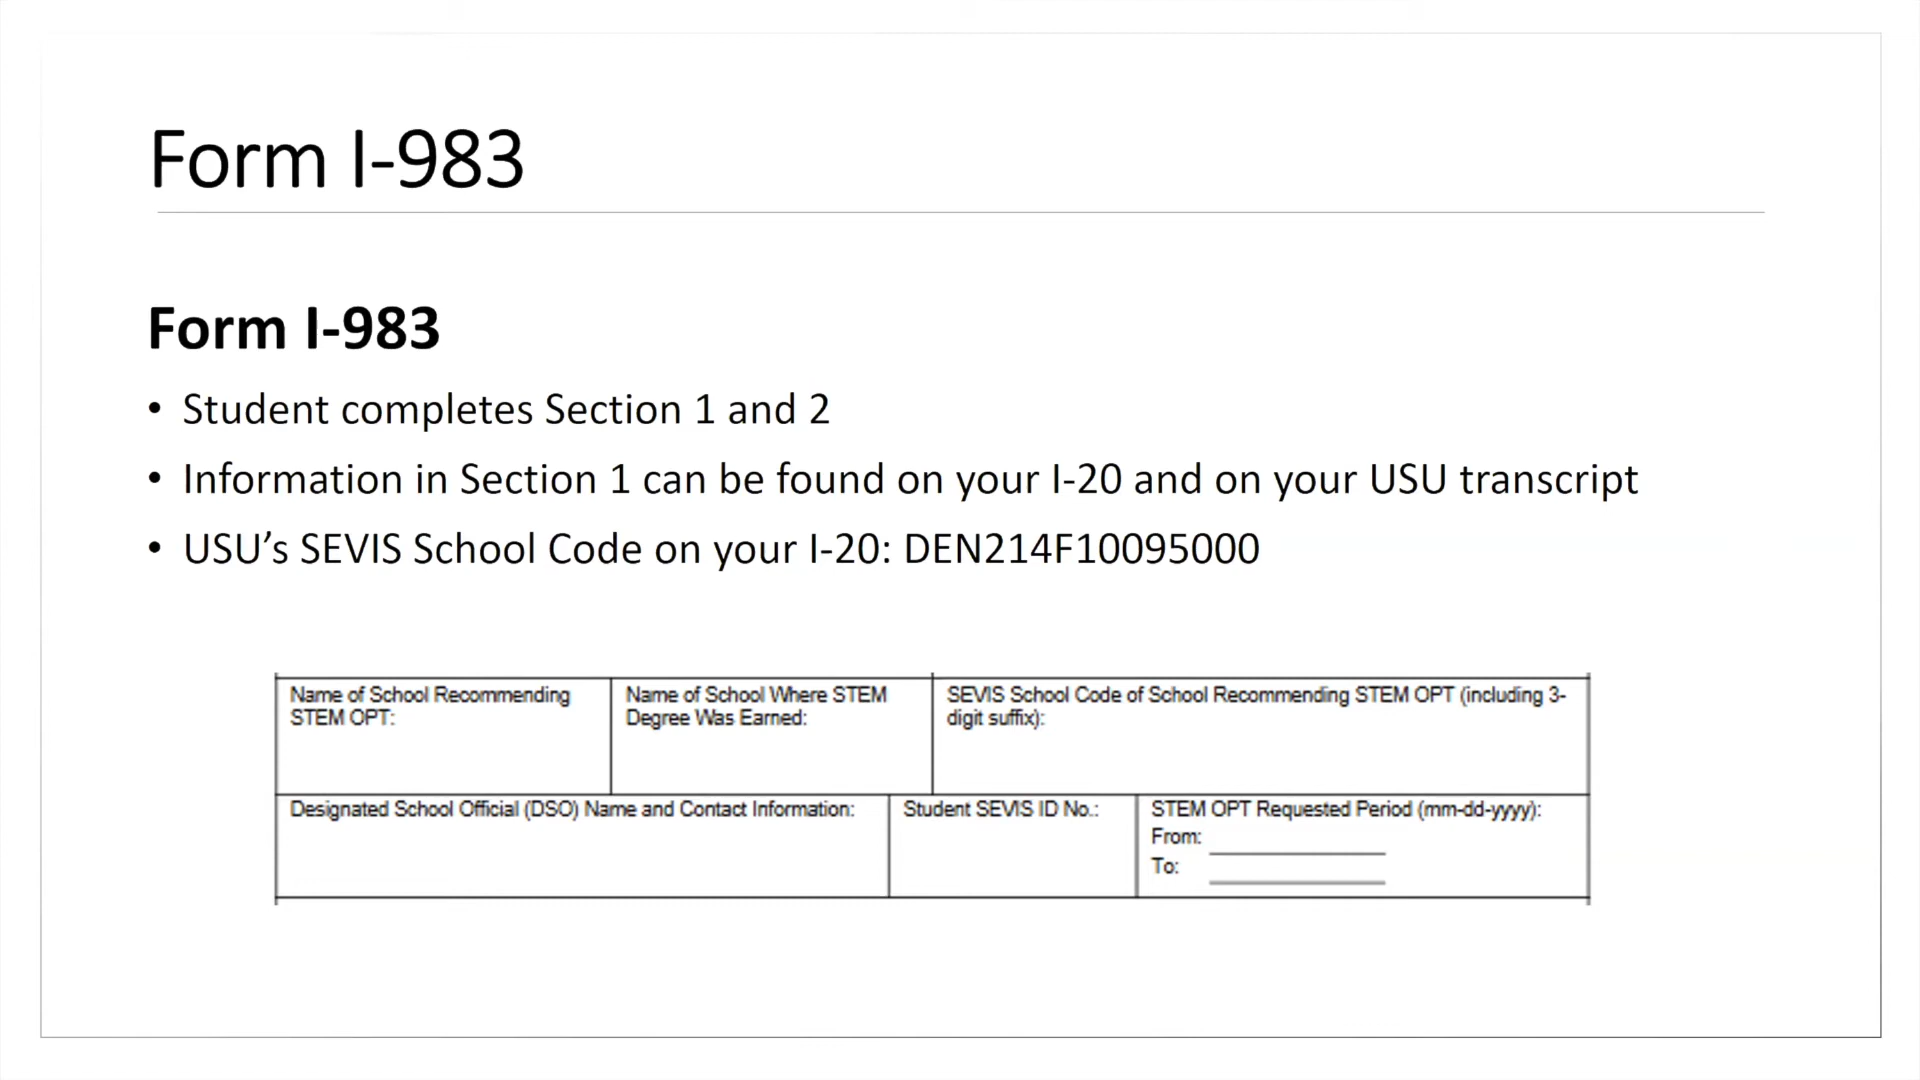 Form I-983
Form I-983
• Student completes Section 1 and 2
• Information in Section 1 can be found on your I-20 and on your USU transcript
• USU’s SEVIS School Code on your I-20: DEN214F10095000
Name of School Recommending
STEM OPT:
Name of School Where STEM
Degree Was Earned:
SEVIS School Code of School Recommending STEM OPT (including 3-
digit suffix):
Designated School Official (DSO) Name and Contact Information:
Student SEVIS ID No.:
STEM OPT Requested Period (mm-dd-yyyy):
From:
To: